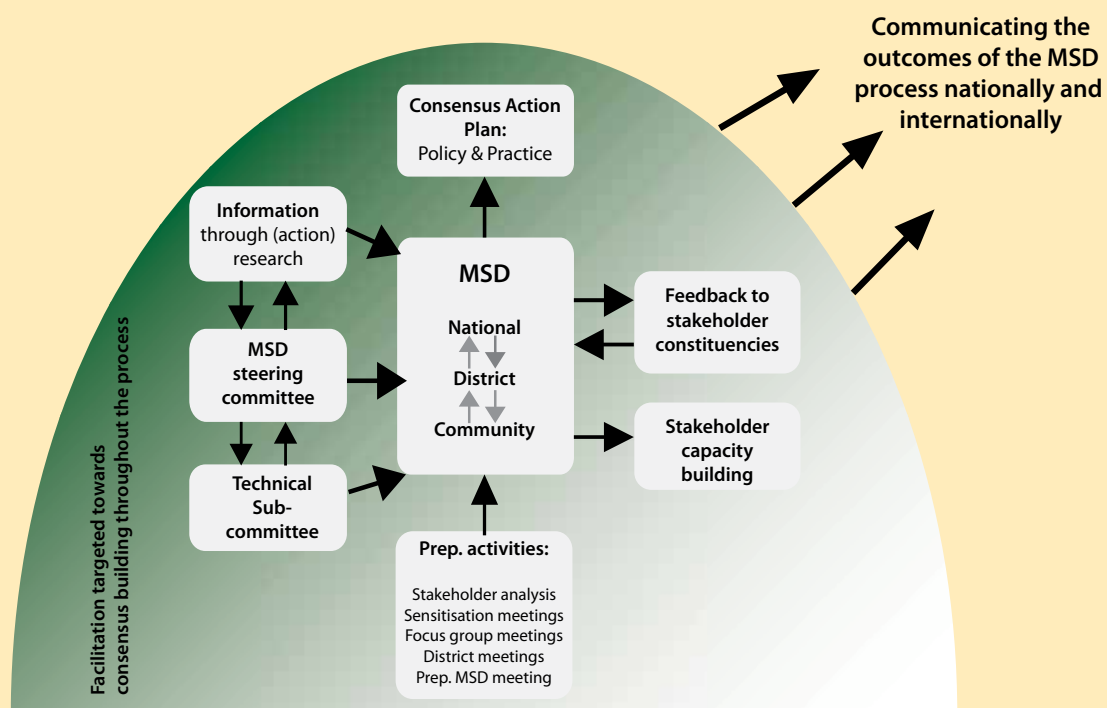 Communicating the
outcomes of the MSD
process nationally and
internationally
Consensus Action
Plan:
Policy & Practice
Information
through (action)
research
MSD
steering
committee
Technical
Sub-
committee
MSD
National
District
Community
Feedback to
stakeholder
constituencies
Stakeholder
capacity
building
Prep. activities:
Stakeholder analysis
Sensitisation meetings
Focus group meetings
District meetings
Prep. MSD meeting
Facilitation targeted towards
consensus building throughout the process